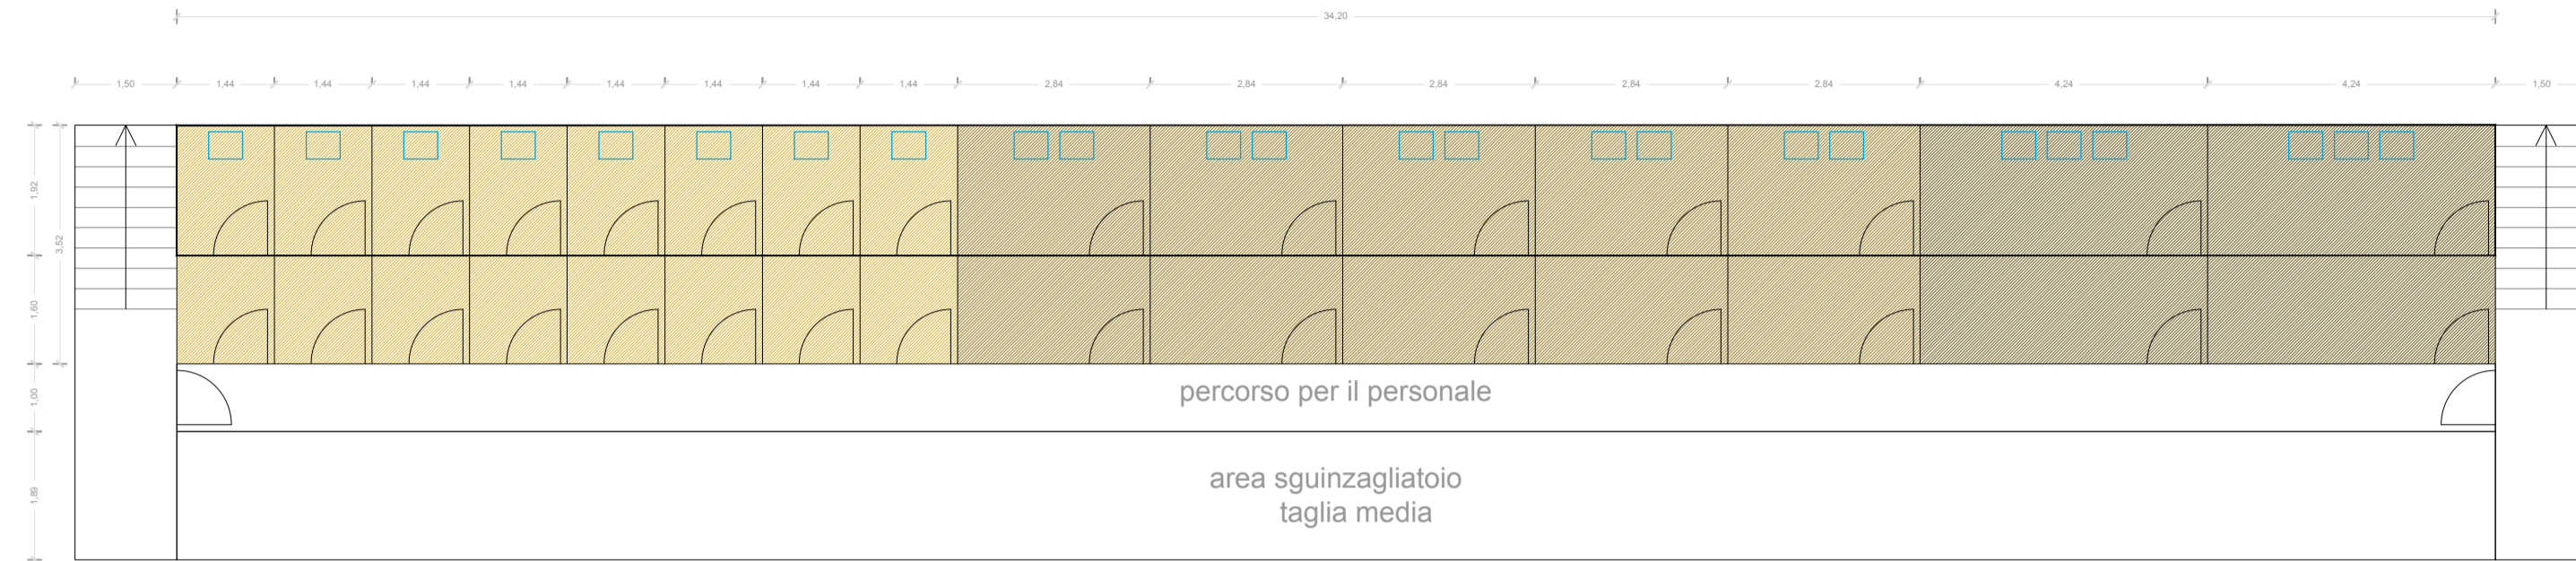 34,20
1,50 1,44 1,44 1,44 1,44 1,44 1,44 1,44 1,44 2,84 2,84 2,84 2,84 2,84 4,24 4,24 1,50
1,92
3,52
1,60
1,00
1,89
percorso per il personale
area sguinzagliatoio
taglia media